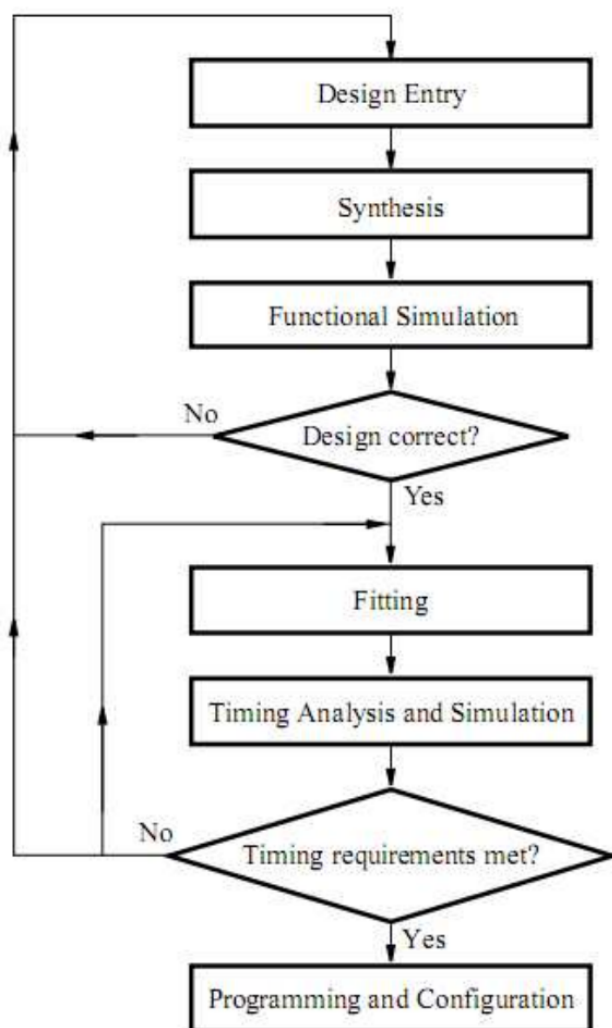 Design Entry
Synthesis
Functional Simulation
No
Design correct?
Yes
Fitting
Timing Analysis and Simulation
No
Timing requirements met?
Yes
Programming and Configuration